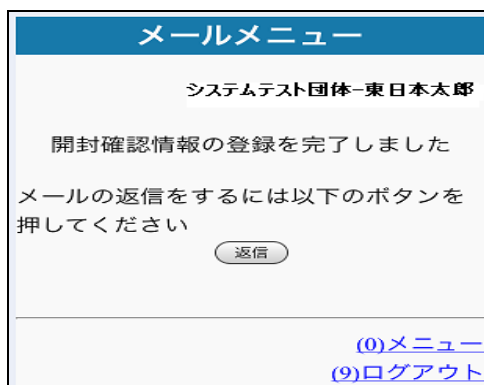 メールメニュー
システムテスト団体−東日本太郎
開封確認情報の登録を完了しました
メールの返信をするには以下のボタンを
押してください
返信
(0)メニュー
(9)ログアウト